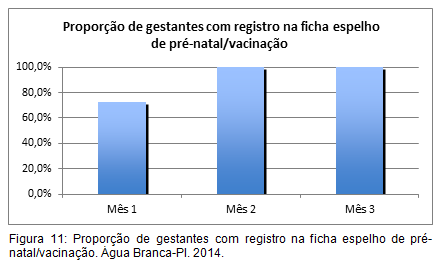 Proporção de gestantes com registro na ficha espelho
de pré-natal/vacinação
100,0%
80,0%
60,0%
40,0%
20,0%
0,0%
Mês 1 Mês 2 Mês 3
Figura 11: Proporção de gestantes com registro na ficha espelho de pré-
natal/vacinação. Água Branca-PI. 2014.